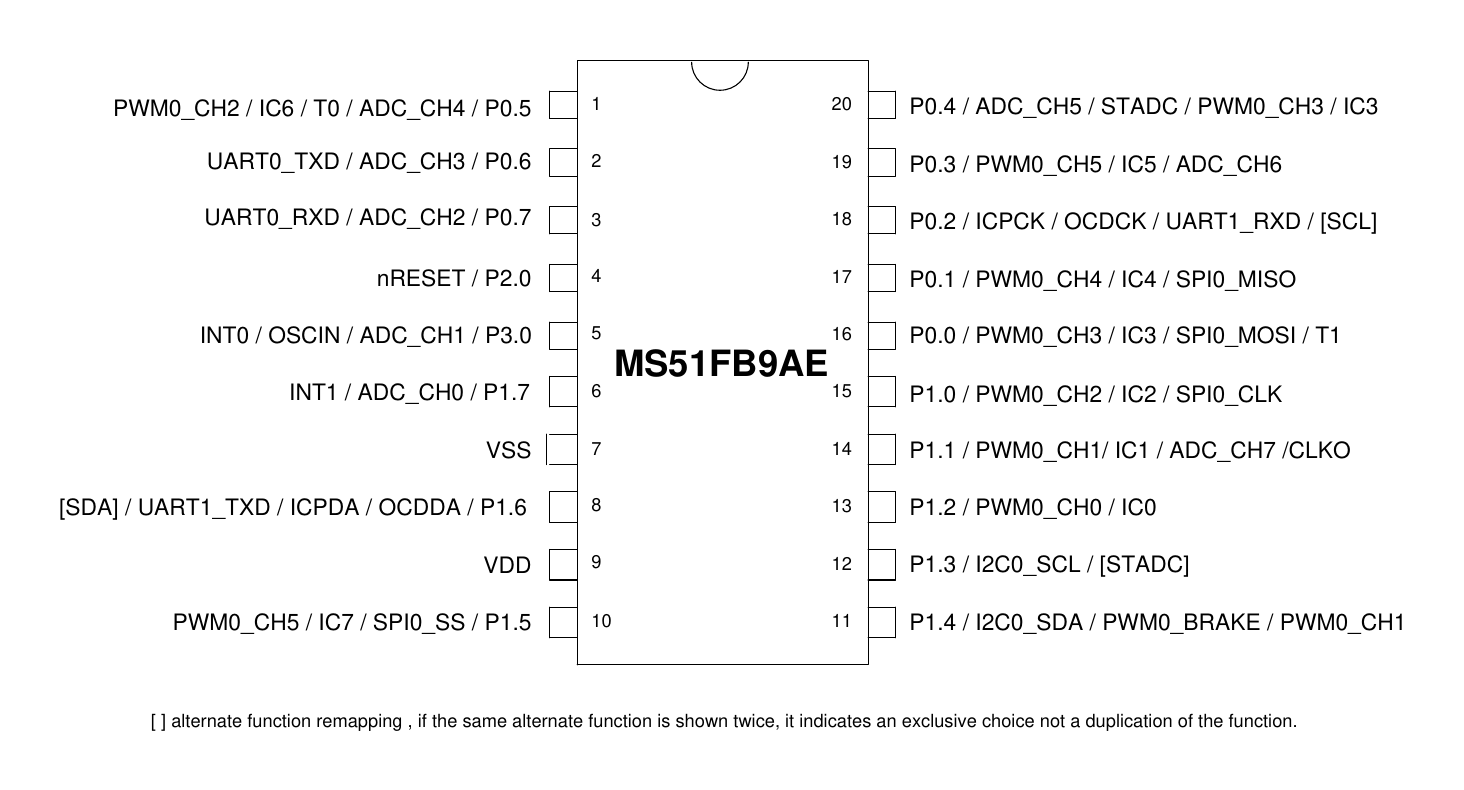 PWM0_CH2 / IC6 / T0 / ADC_CH4 / P0.5 1 20 P0.4 / ADC_CH5 / STADC / PWM0_CH3 / IC3
UART0_TXD / ADC_CH3 / P0.6 2 19 P0.3 / PWM0_CH5 / IC5 / ADC_CH6
UART0_RXD / ADC_CH2 / P0.7 3 18 P0.2 / ICPCK / OCDCK / UART1_RXD / [SCL]
nRESET / P2.0 4 17 P0.1 / PWM0_CH4 / IC4 / SPI0_MISO
INT0 / OSCIN / ADC_CH1 / P3.0 5 16 P0.0 / PWM0_CH3 / IC3 / SPI0_MOSI / T1
MS51FB9AE
INT1 / ADC_CH0 / P1.7 6 15 P1.0 / PWM0_CH2 / IC2 / SPI0_CLK
VSS 7 14 P1.1 / PWM0_CH1/ IC1 / ADC_CH7 /CLKO
[SDA] / UART1_TXD / ICPDA / OCDDA / P1.6 8 13 P1.2 / PWM0_CH0 / IC0
VDD 9 12 P1.3 / I2C0_SCL / [STADC]
PWM0_CH5 / IC7 / SPI0_SS / P1.5 10 11 P1.4 / I2C0_SDA / PWM0_BRAKE / PWM0_CH1
[ ] alternate function remapping , if the same alternate function is shown twice, it indicates an exclusive choice not a duplication of the function.